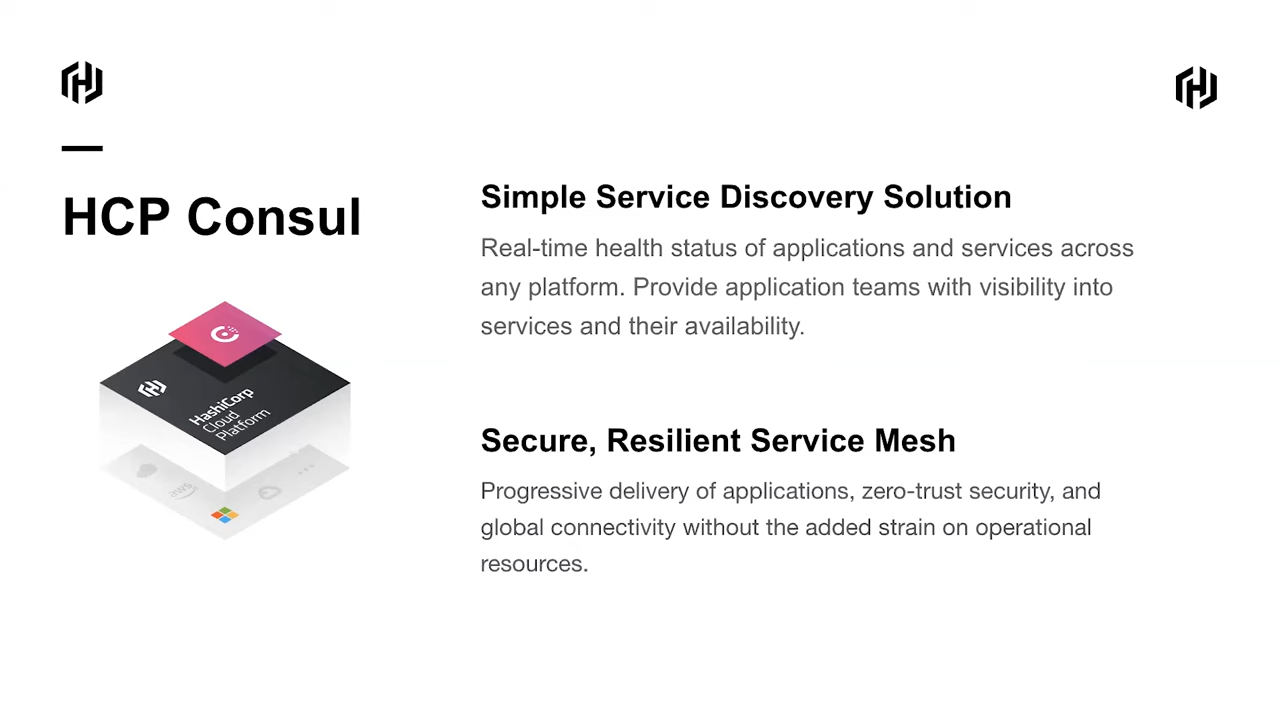 HCP Consul
HashiCorp
Cloud
Platform
aws
Simple Service Discovery Solution
Real-time health status of applications and services across
any platform. Provide application teams with visibility into
services and their availability.
Secure, Resilient Service Mesh
Progressive delivery of applications, zero-trust security, and
global connectivity without the added strain on operational
resources.